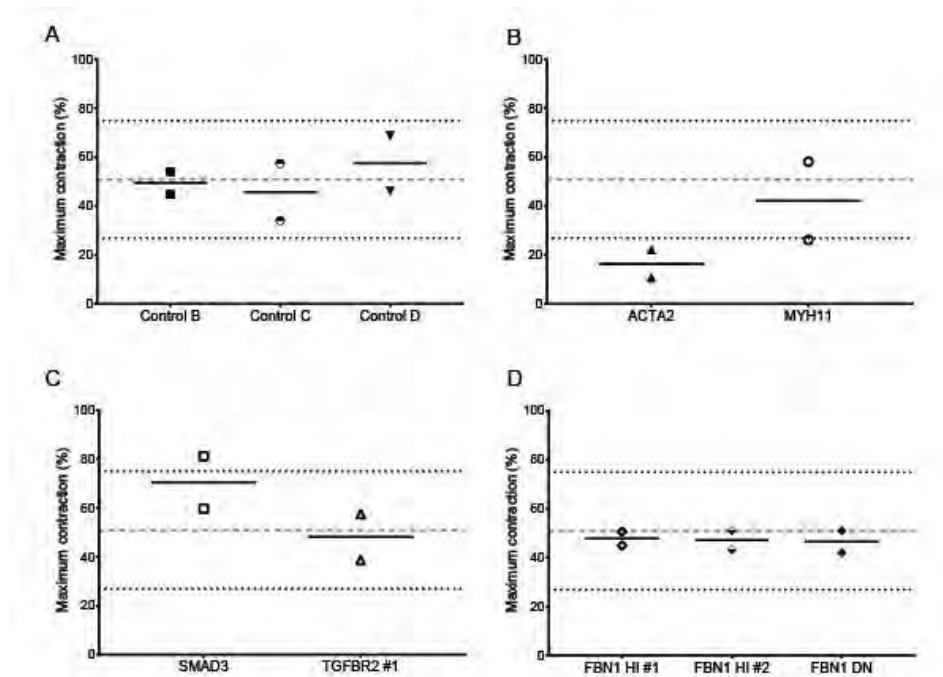 A
Maximum contraction (%)
100
80
60
40
20
0
Control B Control C Control D
B
Maximum contraction (%)
100
80
60
40
20
0
ACTA2 MYH11
C
Maximum contraction (%)
100
80
60
40
20
0
SMAD3 TGFBR2 #1
D
Maximum contraction (%)
100
80
60
40
20
0
FBN1 HI #1 FBN1 HI #2 FBN1 DN